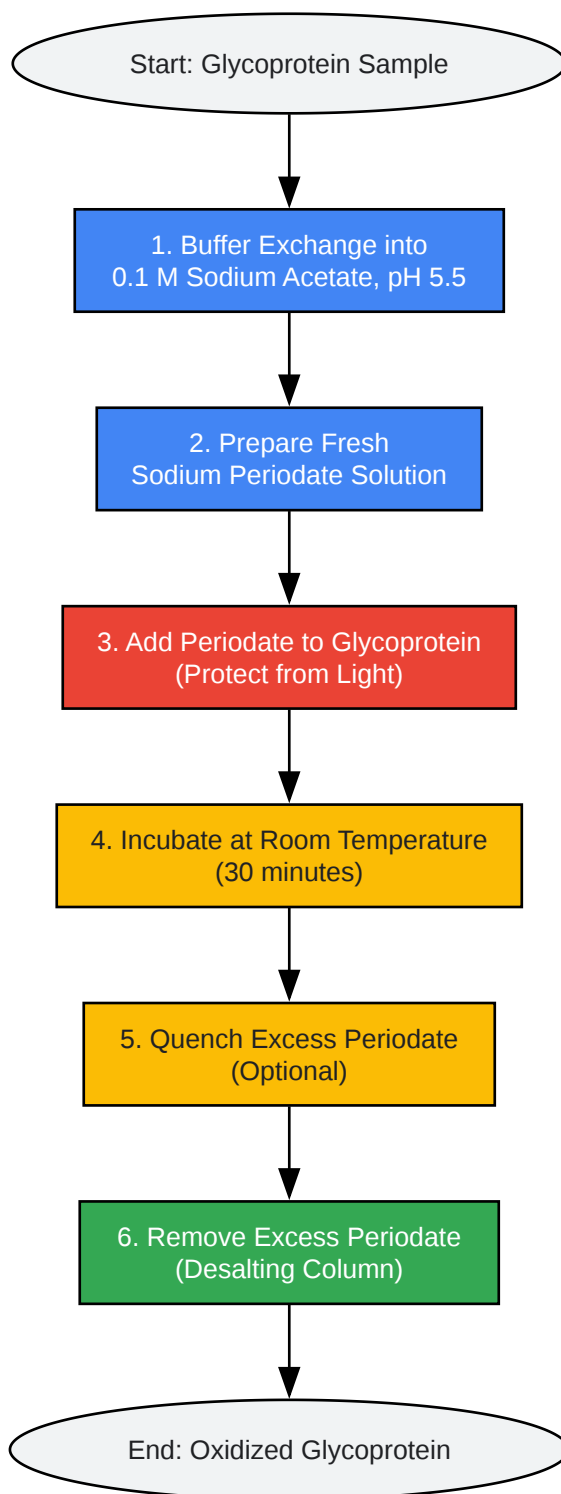 Start: Glycoprotein Sample
1. Buffer Exchange into
0.1 M Sodium Acetate, pH 5.5
2. Prepare Fresh
Sodium Periodate Solution
3. Add Periodate to Glycoprotein
(Protect from Light)
4. Incubate at Room Temperature
(30 minutes)
5. Quench Excess Periodate
(Optional)
6. Remove Excess Periodate
(Desalting Column)
End: Oxidized Glycoprotein